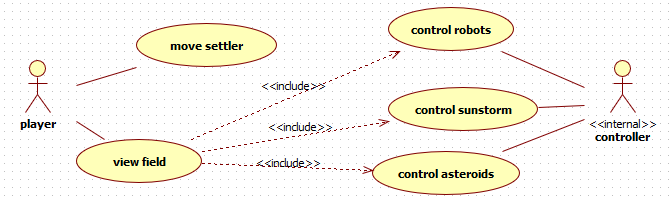 control robots
move settler
<<include>>
control sunstorm
player
<<include>>
<<internal>>
controller
view field
<<include>>
control asteroids